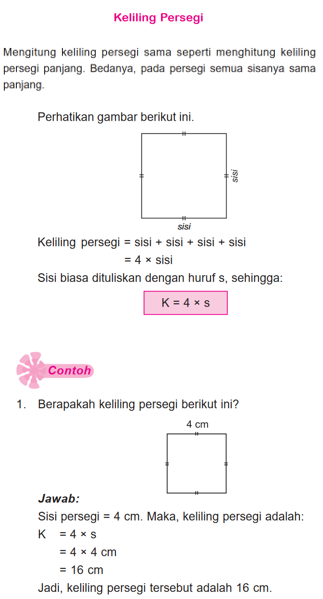 Keliling Persegi
Mengitung keliling persegi sama seperti menghitung keliling
persegi panjang. Bedanya, pada persegi semua sisinya sama
panjang.
Perhatikan gambar berikut ini.
sisi
sisi
Keliling persegi = sisi + sisi + sisi + sisi
= 4 × sisi
Sisi biasa dituliskan dengan huruf s, sehingga:
K = 4 × s
Contoh
1. Berapakah keliling persegi berikut ini?
4 cm
Jawab:
Sisi persegi = 4 cm. Maka, keliling persegi adalah:
K = 4 × s
= 4 × 4 cm
= 16 cm
Jadi, keliling persegi tersebut adalah 16 cm.